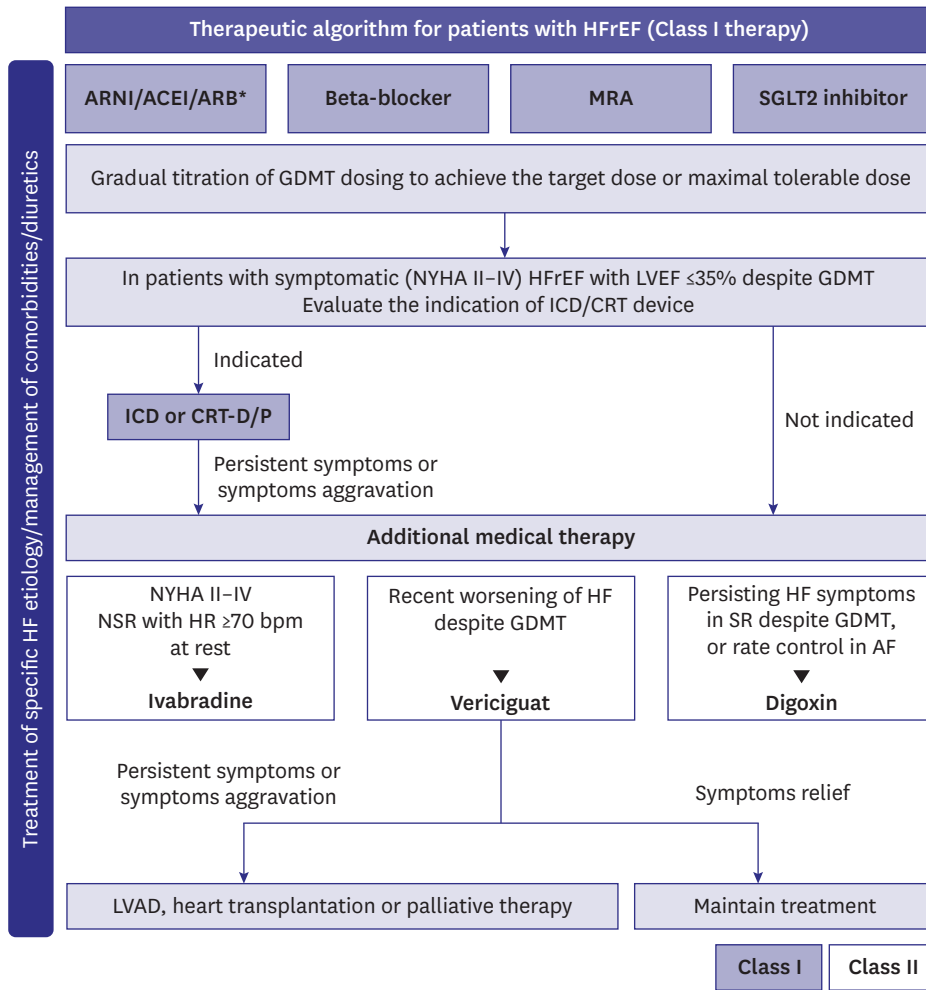 Therapeutic algorithm for patients with HFrEF (Class I therapy)
Treatment of specific HF etiology/management of comorbidities/diuretics
ARNI/ACEI/ARB*
Beta-blocker
MRA
SGLT2 inhibitor
Gradual titration of GDMT dosing to achieve the target dose or maximal tolerable dose
In patients with symptomatic (NYHA II–IV) HFrEF with LVEF ≤35% despite GDMT
Evaluate the indication of ICD/CRT device
Indicated
ICD or CRT-D/P
Not indicated
Persistent symptoms or
symptoms aggravation
Additional medical therapy
NYHA II–IV
NSR with HR ≥70 bpm
at rest
Ivabradine
Recent worsening of HF
despite GDMT
Vericiguat
Persisting HF symptoms
in SR despite GDMT,
or rate control in AF
Digoxin
Persistent symptoms or
symptoms aggravation
Symptoms relief
LVAD, heart transplantation or palliative therapy
Maintain treatment
Class I
Class II